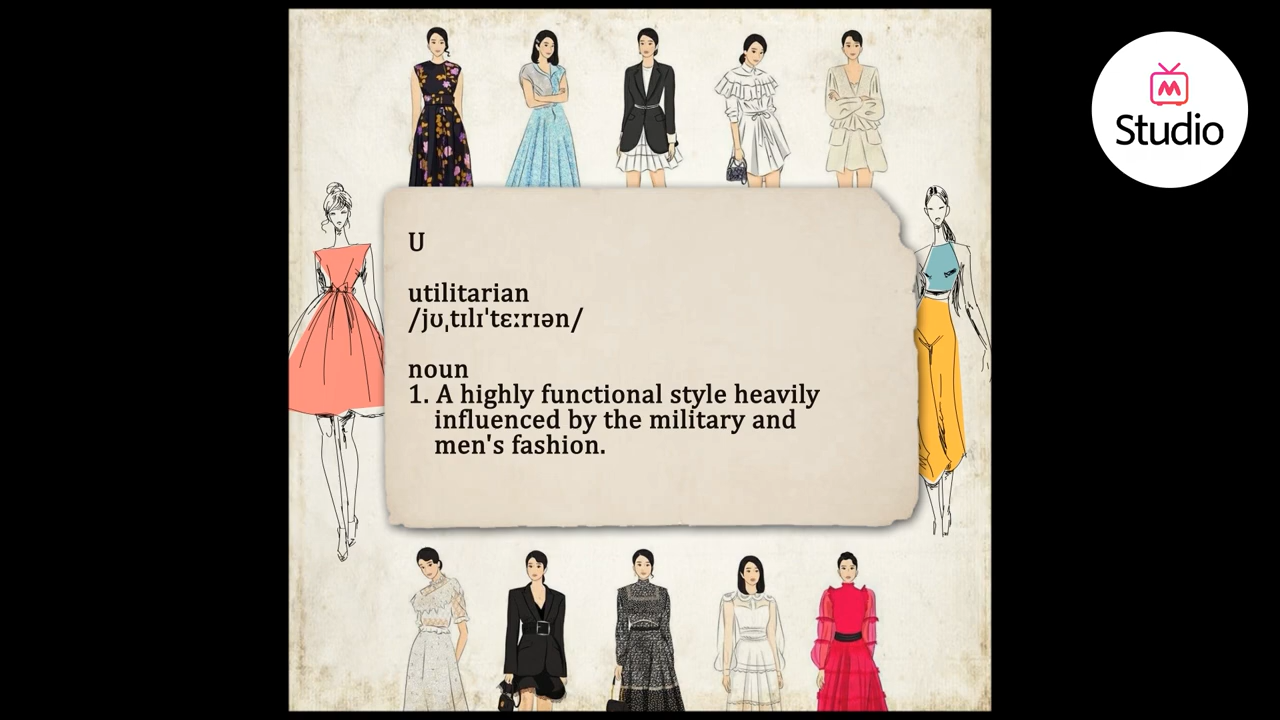 Studio
U
utilitarian
/jʊˌtɪlɪˈtɛːrɪən/
noun
1. A highly functional style heavily
influenced by the military and
men's fashion.